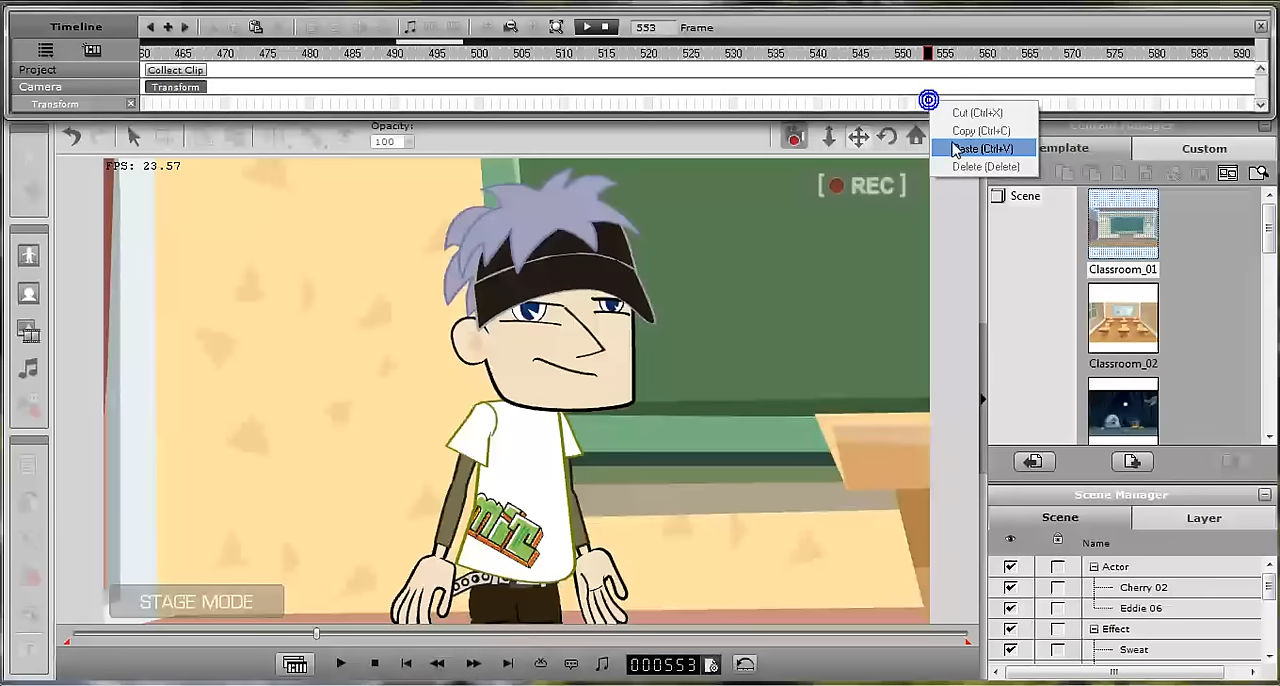 Timeline
553 Frame
60 465 470 475 480 485 490 495 500 505 510 515 520 525 530 535 540 545 550 555 560 565 570 575 580 585 590
Project
Collect Clip
Camera
Transform
Transform
Cut (Ctrl+X)
Copy (Ctrl+C)
Paste (Ctrl+V)
Delete (Delete)
Opacity:
100
Content Manager
emplate
Custom
FPS: 23.57
[ REC ]
Scene
Classroom_01
Classroom_02
STAGE MODE
Scene Manager
Scene
Layer
Name
Actor
Cherry 02
Eddie 06
Effect
Sweat
000553